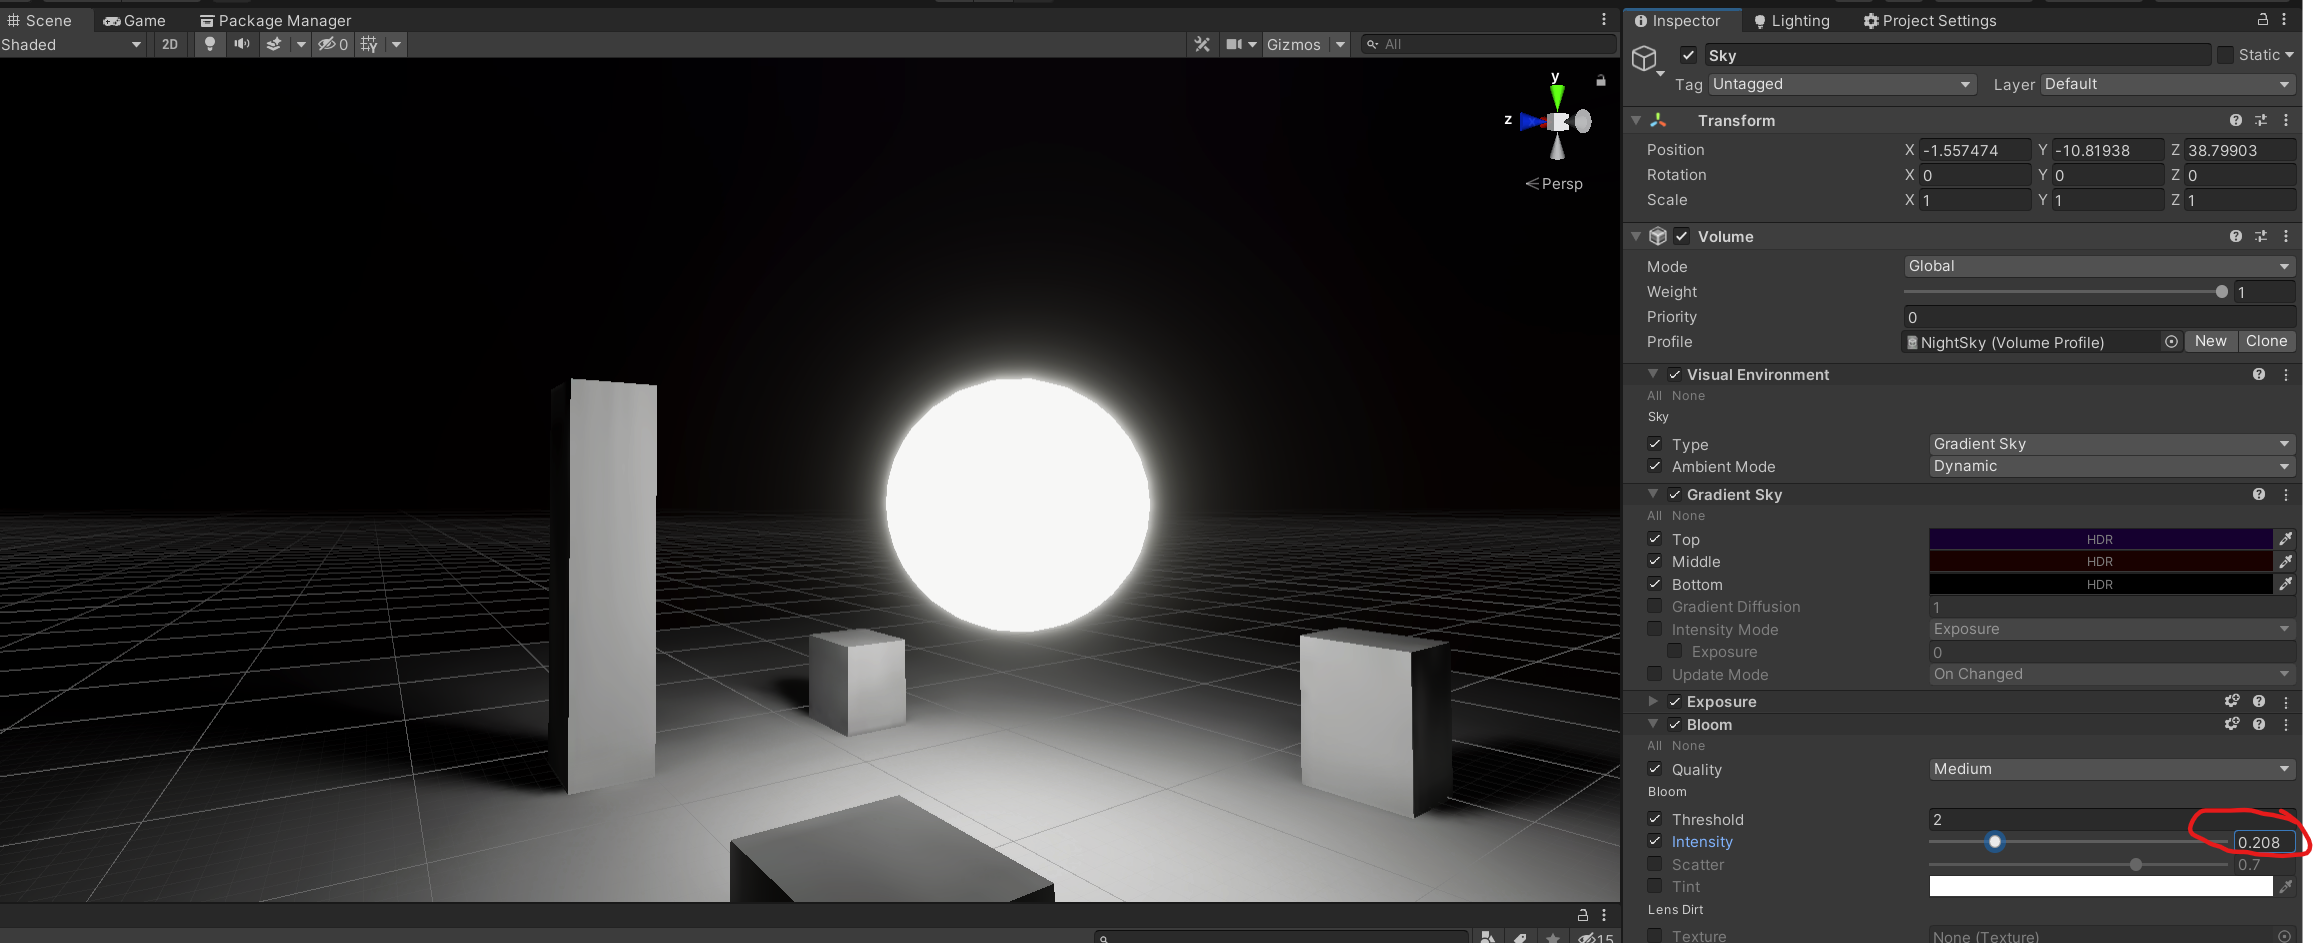 Scene Game Package Manager
Shaded 2D 0 Gizmos All
y
z
Persp
15
Inspector Lighting Project Settings
Sky Static
Tag Untagged Layer Default
Transform
Position X -1.557474 Y -10.81938 Z 38.79903
Rotation X 0 Y 0 Z 0
Scale X 1 Y 1 Z 1
Volume
Mode Global
Weight 1
Priority 0
Profile NightSky (Volume Profile) New Clone
Visual Environment
All None
Sky
Type Gradient Sky
Ambient Mode Dynamic
Gradient Sky
All None
Top HDR
Middle HDR
Bottom HDR
Gradient Diffusion 1
Intensity Mode Exposure
Exposure 0
Update Mode On Changed
Exposure
Bloom
All None
Quality Medium
Bloom
Threshold 2
Intensity 0.208
Scatter 0.7
Tint
Lens Dirt
Texture None (Texture)